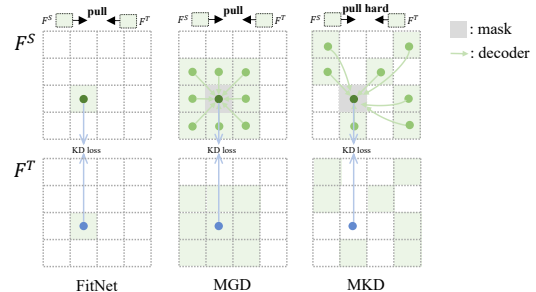 pull
pull
pull hard
F^S F^T
F^S F^T
F^S F^T
F^S
: mask
: decoder
KD loss
KD loss
KD loss
F^T
FitNet
MGD
MKD